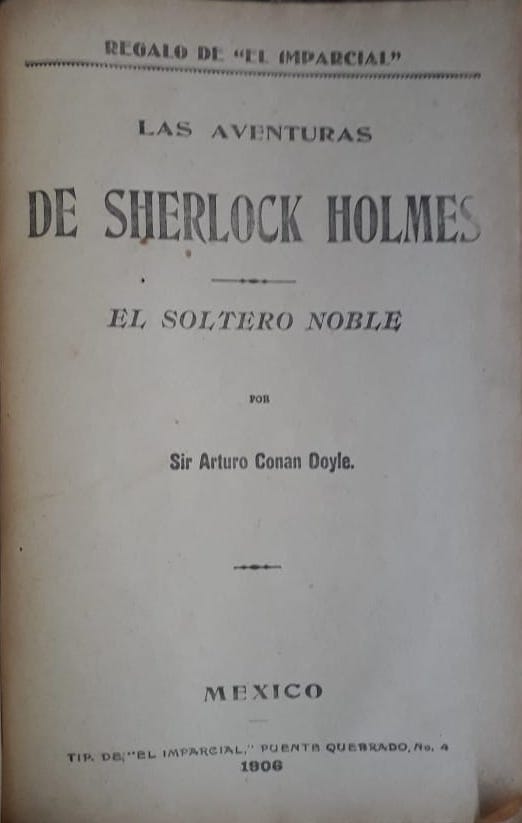 REGALO DE "EL IMPARCIAL"
LAS AVENTURAS
DE SHERLOCK HOLMES
EL SOLTERO NOBLE
POR
Sir Arturo Conan Doyle.
MEXICO
TIP. DE "EL IMPARCIAL," PUENTE QUEBRADO, No. 4
1906